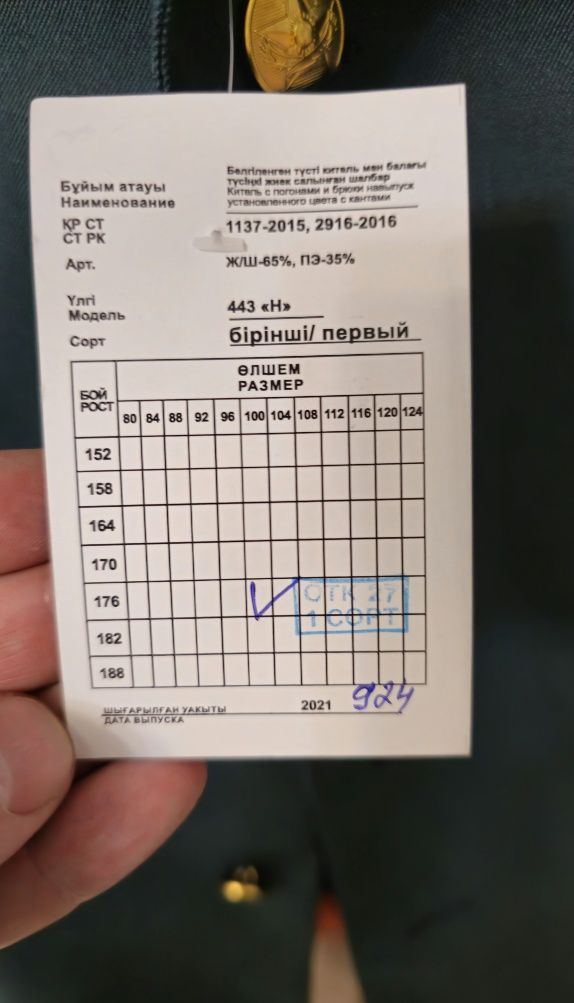 Бұйым атауы
Наименование
Белгіленген түсті китель мен балағы
түсіңкі жиек салынған шалбар
Китель с погонами и брюки навыпуск
установленного цвета с кантами
ҚР СТ
СТ РК
1137-2015, 2916-2016
Арт.
Ж/Ш-65%, ПЭ-35%
Үлгі
Модель
443 «Н»
Сорт
бірінші/ первый
БОЙ
РОСТ
ӨЛШЕМ
РАЗМЕР
80 84 88 92 96 100 104 108 112 116 120 124
152
158
164
170
176
182
188
СТК 27
1 СОРТ
ШЫҒАРЫЛҒАН УАҚЫТЫ
ДАТА ВЫПУСКА
2021
924